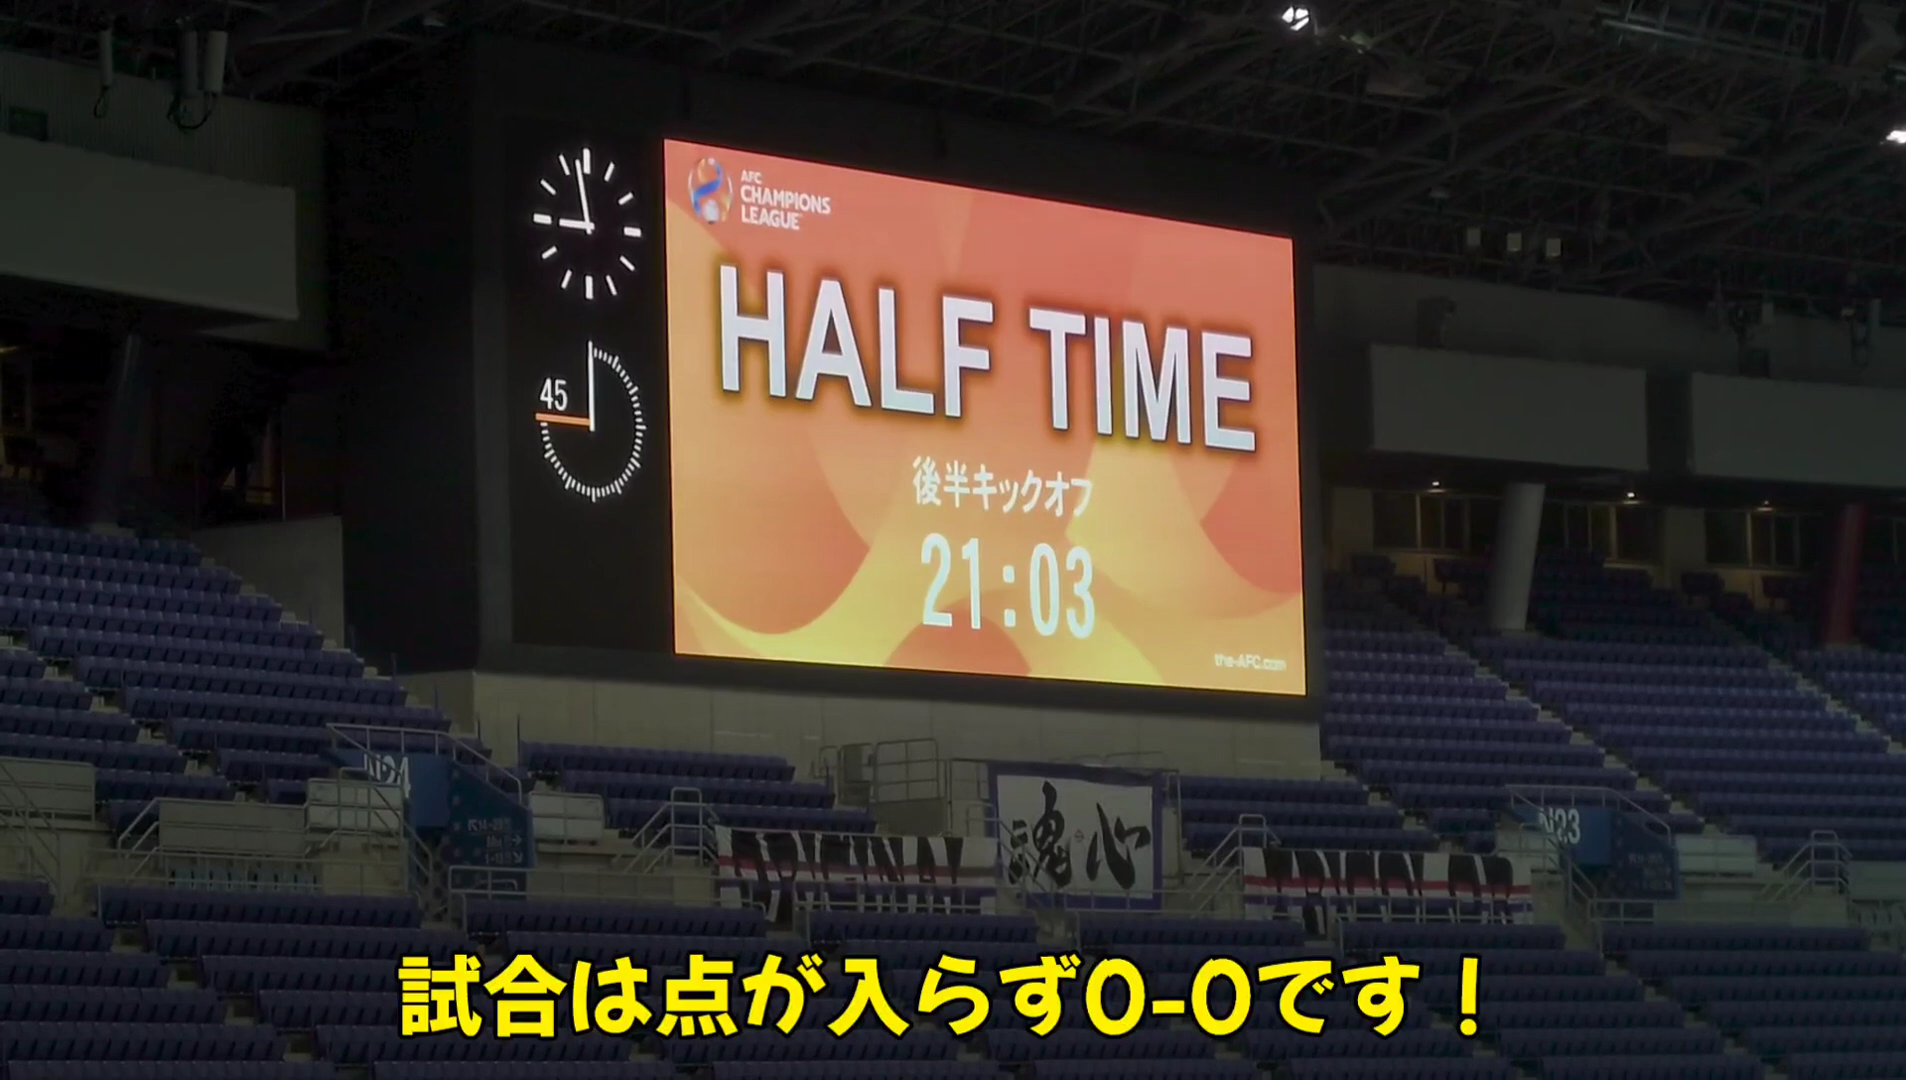 AFC
CHAMPIONS
LEAGUE
HALF TIME
45
後半キックオフ
21:03
the-AFC.com
N24
魂心
N23
試合は点が入らず0-0です！